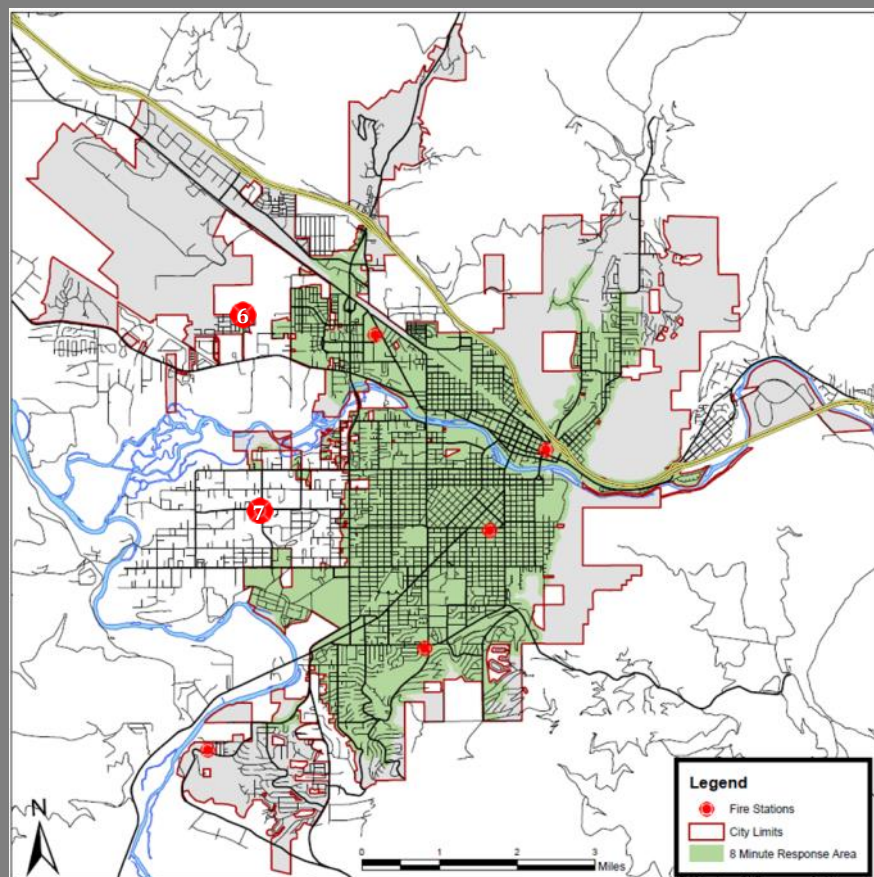 6
7
N
Legend
Fire Stations
City Limits
8 Minute Response Area
0 1 2 3
Miles